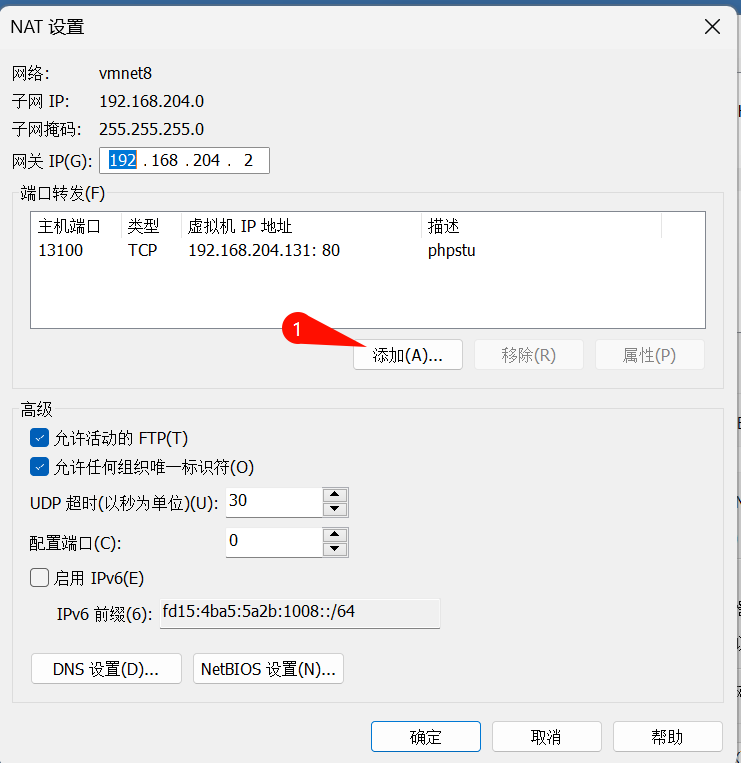 NAT 设置
网络: vmnet8
子网 IP: 192.168.204.0
子网掩码: 255.255.255.0
网关 IP(G): 192 . 168 . 204 . 2
端口转发(F)
主机端口 类型 虚拟机 IP 地址 描述
13100 TCP 192.168.204.131: 80 phpstu
1
添加(A)... 移除(R) 属性(P)
高级
允许活动的 FTP(T)
允许任何组织唯一标识符(O)
UDP 超时(以秒为单位)(U): 30
配置端口(C): 0
启用 IPv6(E)
IPv6 前缀(6): fd15:4ba5:5a2b:1008::/64
DNS 设置(D)... NetBIOS 设置(N)...
确定 取消 帮助